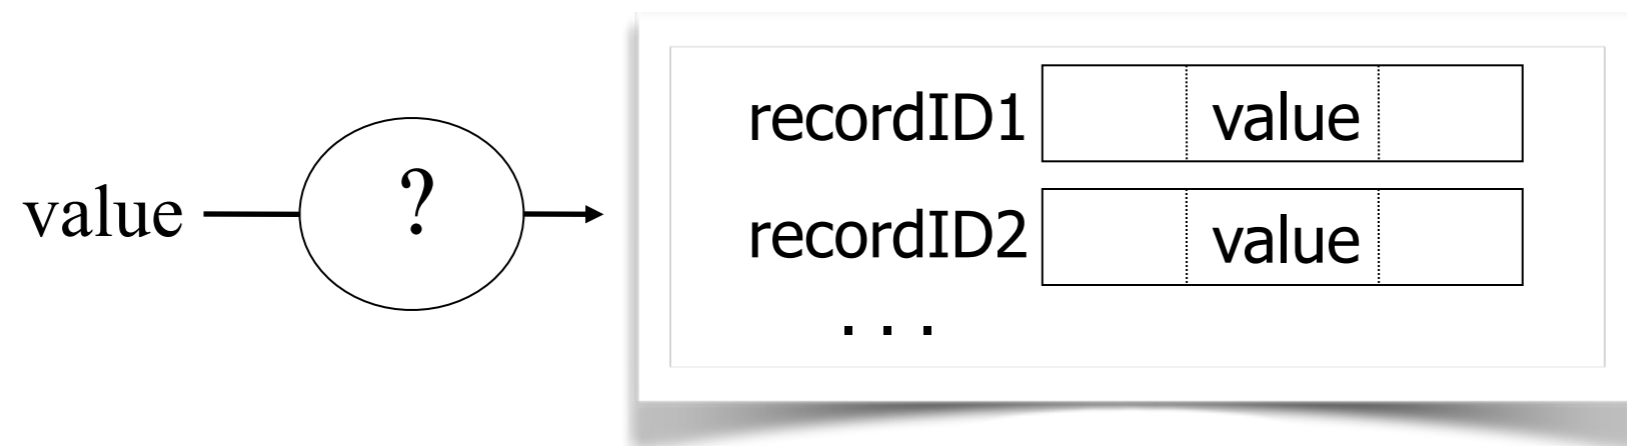 value
?
recordID1 value
recordID2 value
. . .